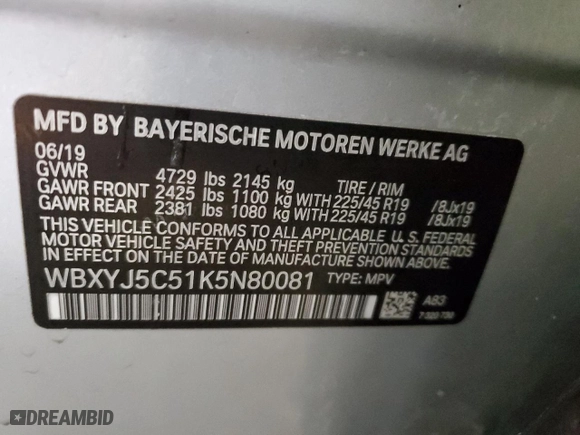 MFD BY BAYERISCHE MOTOREN WERKE AG
06/19
GVWR 4729 lbs 2145 kg TIRE / RIM
GAWR FRONT 2425 lbs 1100 kg WITH 225/45 R19 /8Jx19
GAWR REAR 2381 lbs 1080 kg WITH 225/45 R19 /8Jx19
THIS VEHICLE CONFORMS TO ALL APPLICABLE U. S. FEDERAL
MOTOR VEHICLE SAFETY, BUMPER, AND THEFT PREVENTION STANDARDS
IN EFFECT ON THE DATE OF MANUFACTURE SHOWN ABOVE.
WBXYJ5C51K5N80081 TYPE: MPV
A83
DREAMBID